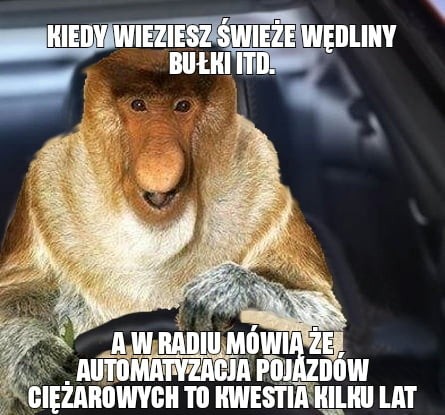 KIEDY WIEZIESZ ŚWIEŻE WĘDLINY
BUŁKI ITD.
A W RADIU MÓWIĄ ŻE
AUTOMATYZACJA POJAZDÓW
CIĘŻAROWYCH TO KWESTIA KILKU LAT